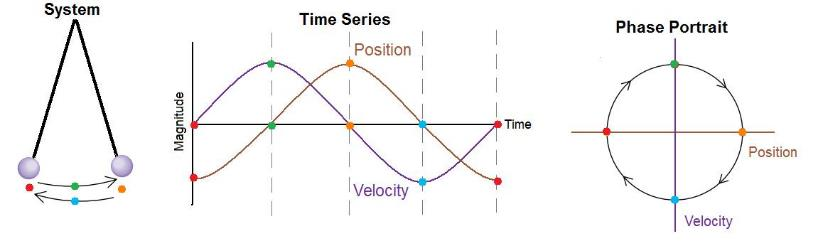 System
Time Series
Magnitude
Position
Time
Velocity
Phase Portrait
Position
Velocity